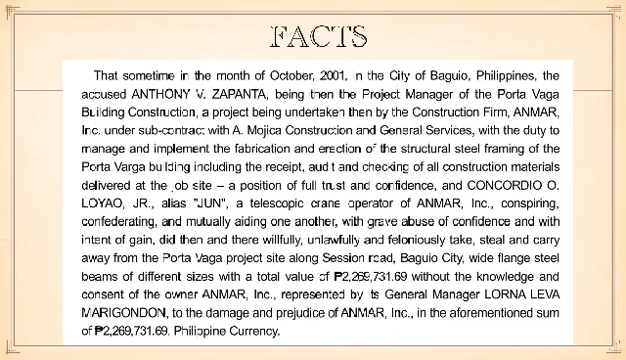 FACTS
That sometime in the month of October, 2001, in the City of Baguio, Philippines, the
accused ANTHONY V. ZAPANTA, being then the Project Manager of the Porta Vaga
Building Construction, a project being undertaken then by the Construction Firm, ANMAR,
Inc. under sub-contract with A. Mojica Construction and General Services, with the duty to
manage and implement the fabrication and erection of the structural steel framing of the
Porta Varga building including the receipt, audit and checking of all construction materials
delivered at the job site – a position of full trust and confidence, and CONCORDIO O.
LOYAO, JR., alias "JUN", a telescopic crane operator of ANMAR, Inc., conspiring,
confederating, and mutually aiding one another, with grave abuse of confidence and with
intent of gain, did then and there willfully, unlawfully and feloniously take, steal and carry
away from the Porta Vaga project site along Session road, Baguio City, wide flange steel
beams of different sizes with a total value of ₱2,269,731.69 without the knowledge and
consent of the owner ANMAR, Inc., represented by its General Manager LORNA LEVA
MARIGONDON, to the damage and prejudice of ANMAR, Inc., in the aforementioned sum
of ₱2,269,731.69, Philippine Currency.